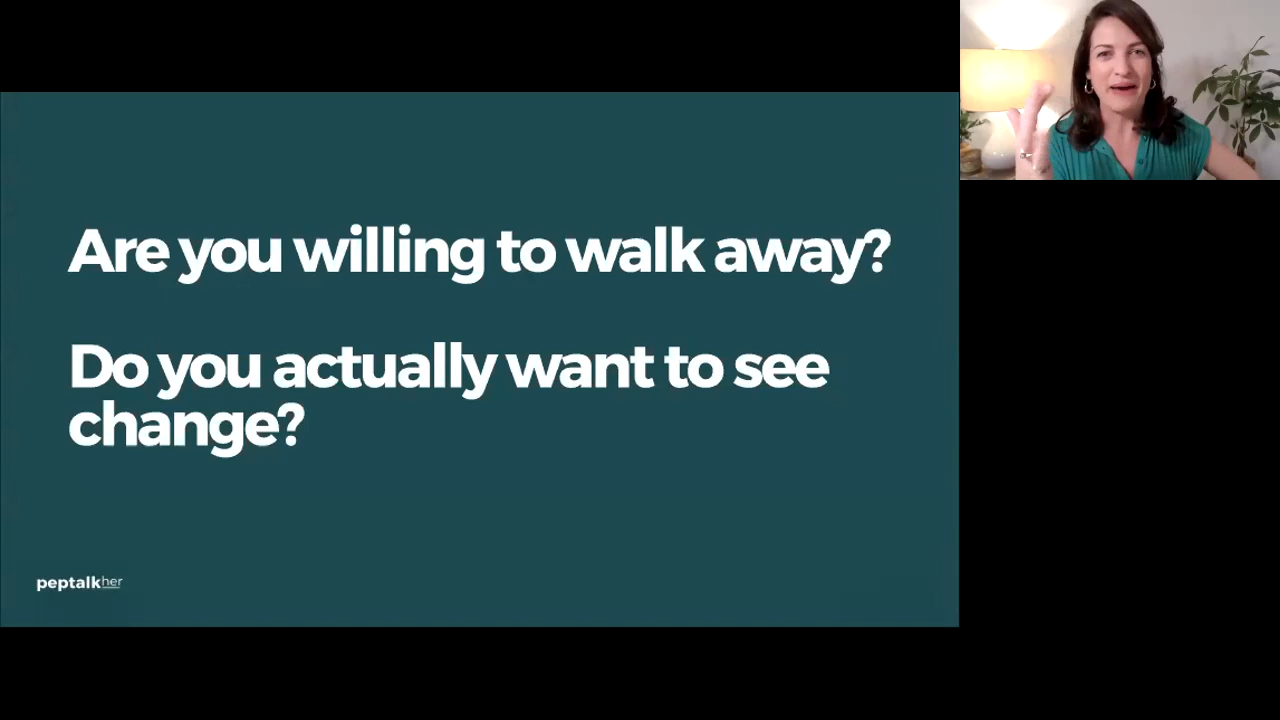 Are you willing to walk away?
Do you actually want to see
change?
peptalkher